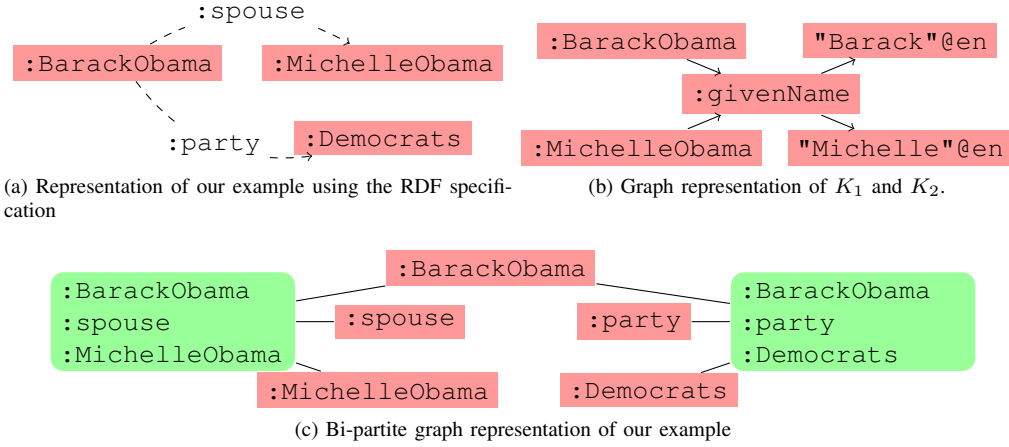 :spouse
:BarackObama
:MichelleObama
:party
:Democrats
(a) Representation of our example using the RDF specifi-
cation
:BarackObama
"Barack"@en
:givenName
:MichelleObama
"Michelle"@en
(b) Graph representation of K1 and K2.
:BarackObama
:BarackObama
:spouse
:MichelleObama
:spouse
:MichelleObama
:party
:Democrats
:BarackObama
:party
:Democrats
(c) Bi-partite graph representation of our example